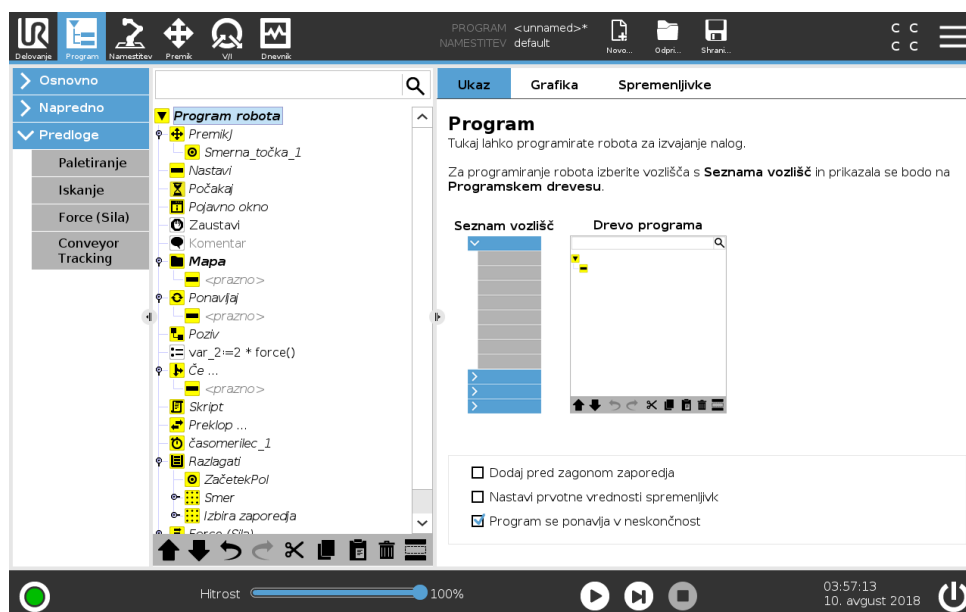 PROGRAM <unnamed>*
NAMESTITEV default
UR
Delovanje
Program
Namestitev
Premik
V/I
Dnevnik
Novo...
Odpri...
Shrani...
C C
C C
Osnovno
Napredno
Predloge
Paletiranje
Iskanje
Force (Sila)
Conveyor
Tracking
Program robota
PremikJ
Smerna_točka_1
Nastavi
Počakaj
Pojavno okno
Zaustavi
Komentar
Mapa
<prazno>
Ponavljaj
<prazno>
Poziv
var_2:=2 * force()
Če ...
<prazno>
Skript
Preklop ...
časomerilec_1
Razlagati
ZačetekPol
Smer
Izbira zaporedja
Force (Sila)
Ukaz
Grafika
Spremenljivke
Program
Tukaj lahko programirate robota za izvajanje nalog.
Za programiranje robota izberite vozlišča s Seznama vozlišč in prikazala se bodo na
Programskem drevesu.
Seznam vozlišč
Drevo programa
Dodaj pred zagonom zaporedja
Nastavi prvotne vrednosti spremenljivk
Program se ponavlja v neskončnost
Hitrost
100%
03:57:13
10. avgust 2018